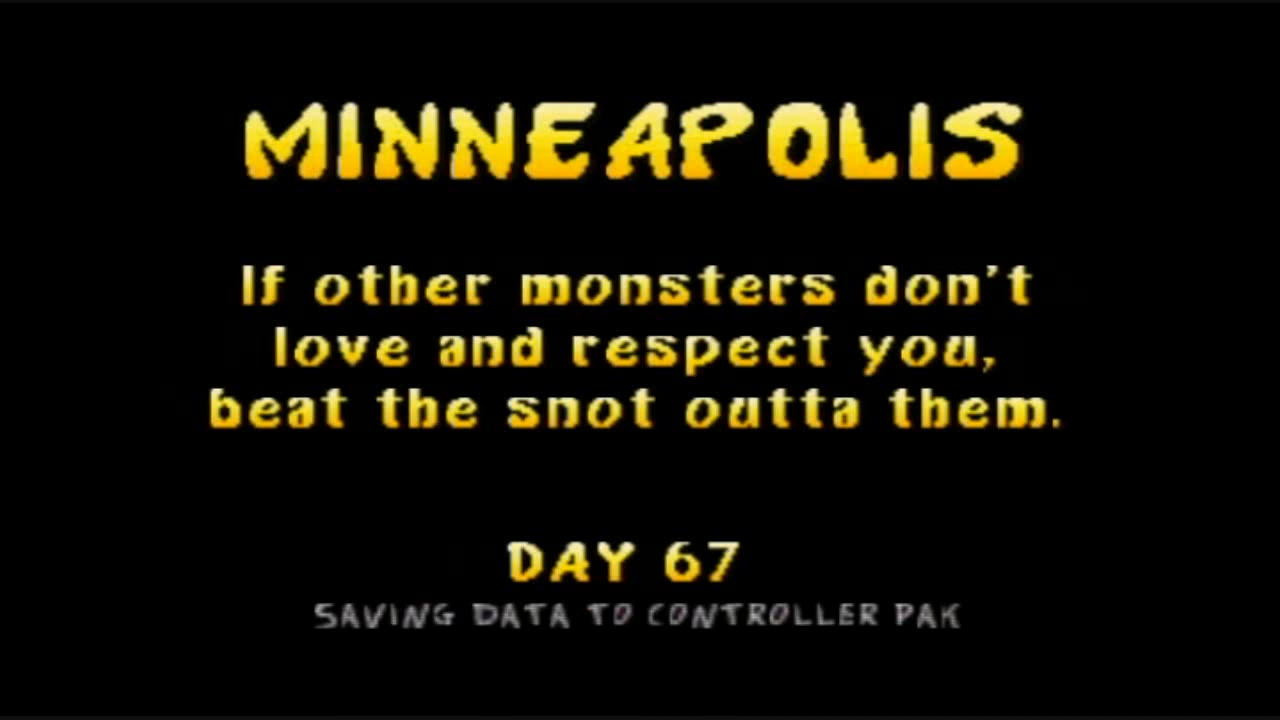 MINNEAPOLIS
If other monsters don't
love and respect you,
beat the snot outta them.
DAY 67
SAVING DATA TO CONTROLLER PAK